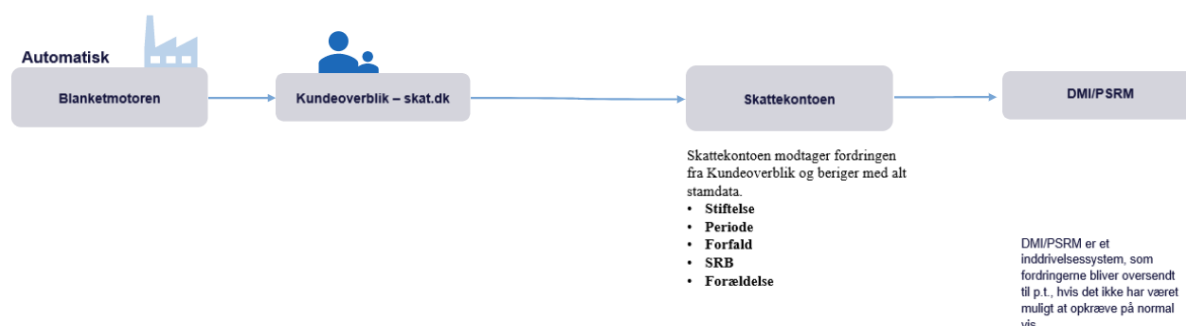 Automatisk
Blanketmotoren
Kundeoverblik – skat.dk
Skattekontoen
DMI/PSRM
Skattekontoen modtager fordringen
fra Kundeoverblik og beriger med alt
stamdata.
• Stiftelse
• Periode
• Forfald
• SRB
• Forældelse
DMI/PSRM er et
inddrivelsessystem, som
fordringerne bliver oversendt
til p.t., hvis det ikke har været
muligt at opkræve på normal
vis.